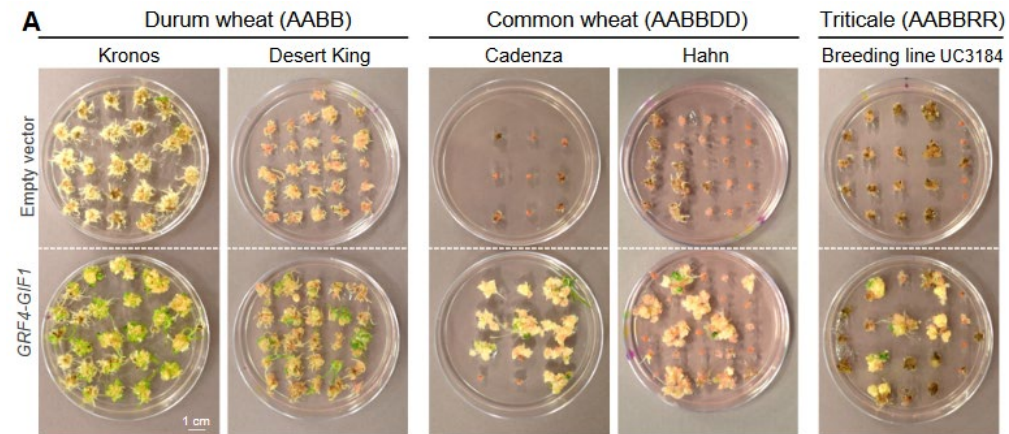 A
Durum wheat (AABB)
Common wheat (AABBDD)
Triticale (AABBRR)
Kronos
Desert King
Cadenza
Hahn
Breeding line UC3184
Empty vector
GRF4-GIF1
1 cm